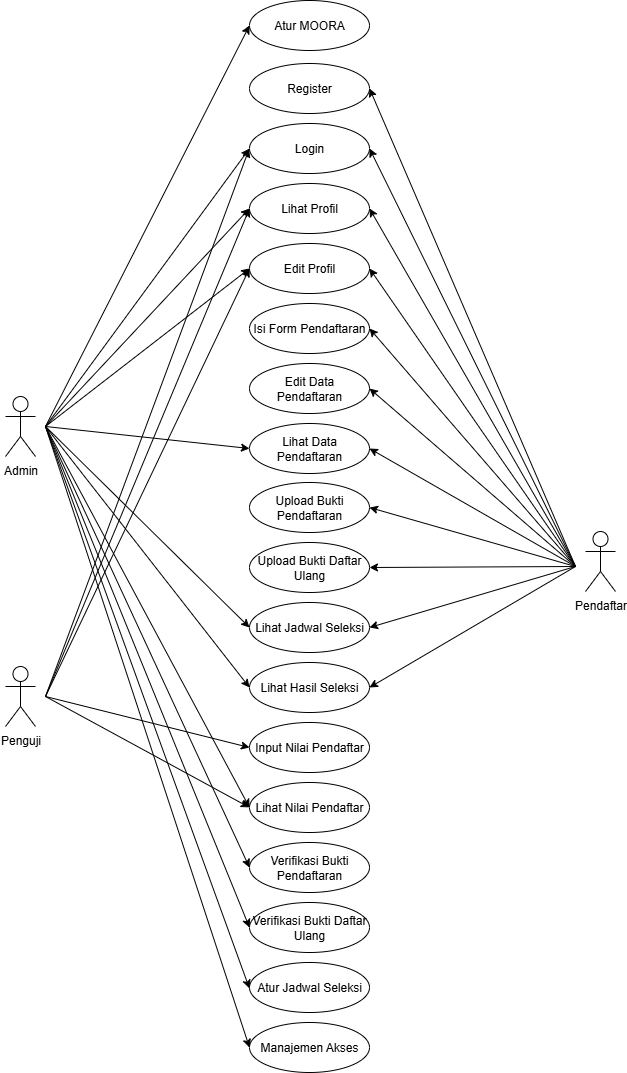 Atur MOORA
Register
Login
Lihat Profil
Edit Profil
Isi Form Pendaftaran
Edit Data
Pendaftaran
Lihat Data
Pendaftaran
Admin
Upload Bukti
Pendaftaran
Upload Bukti Daftar
Ulang
Pendaftar
Lihat Jadwal Seleksi
Lihat Hasil Seleksi
Penguji
Input Nilai Pendaftar
Lihat Nilai Pendaftar
Verifikasi Bukti
Pendaftaran
Verifikasi Bukti Daftar
Ulang
Atur Jadwal Seleksi
Manajemen Akses